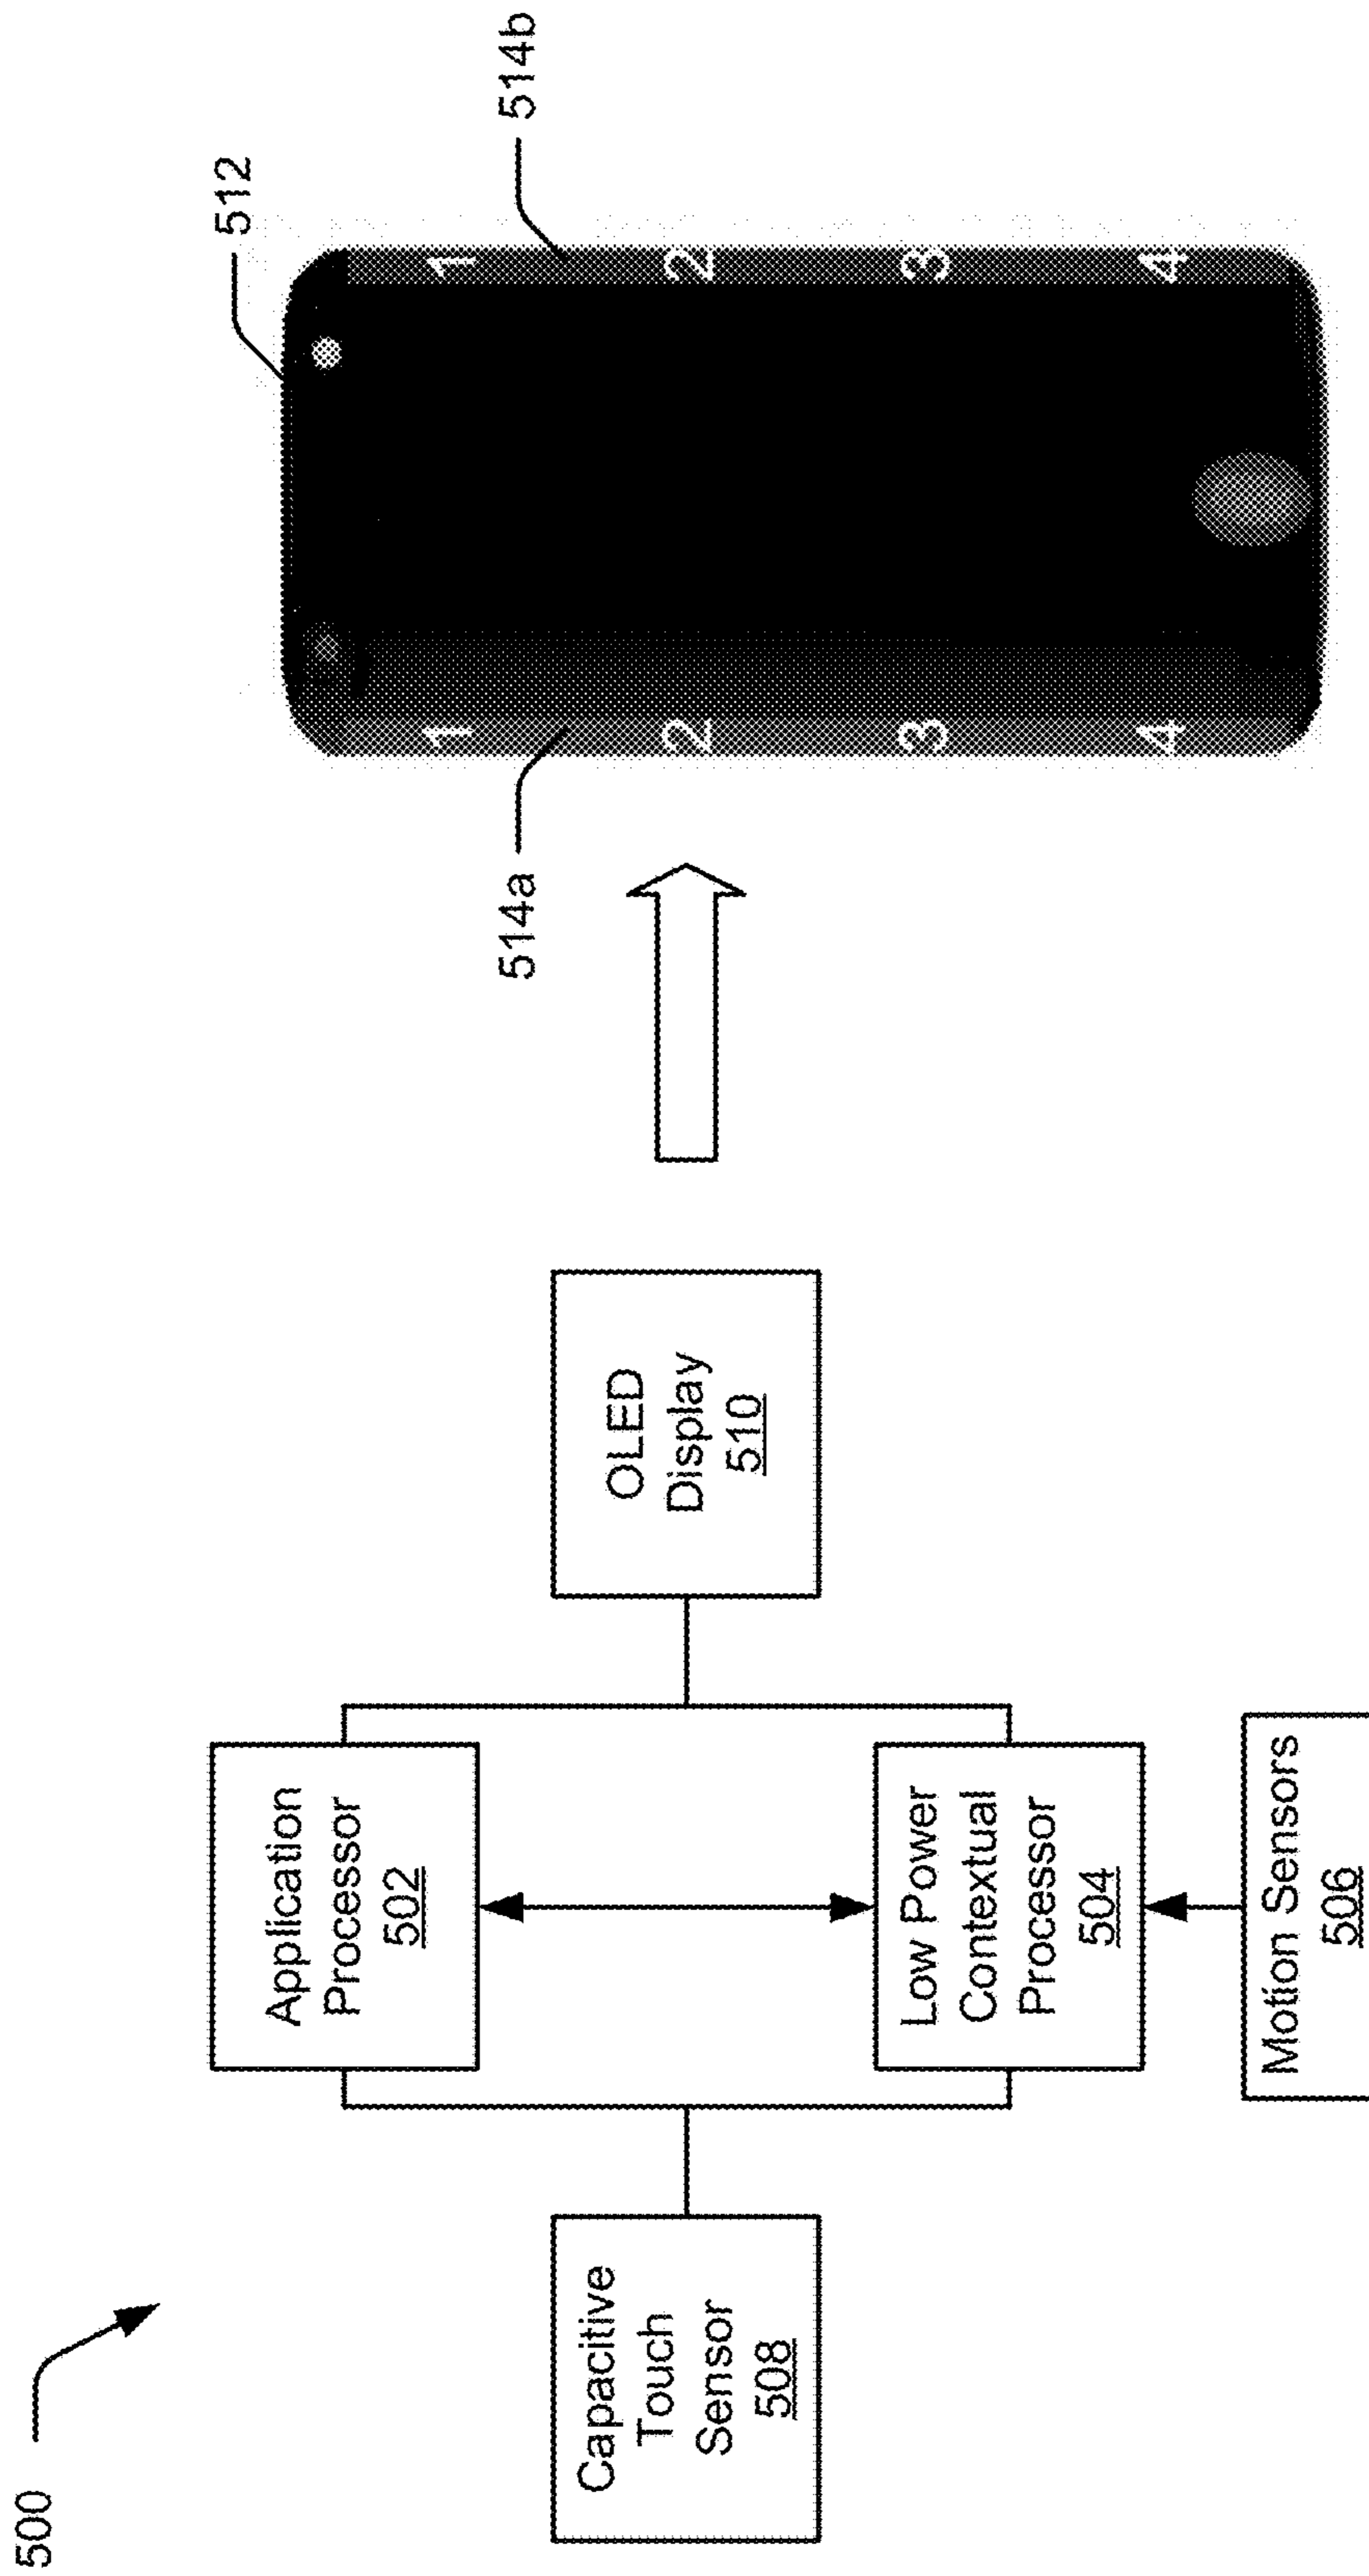 500
Capacitive
Touch
Sensor
508
Application
Processor
502
Low Power
Contextual
Processor
504
Motion Sensors
506
OLED
Display
510
512
514a
514b
1
2
3
4
1
2
3
4